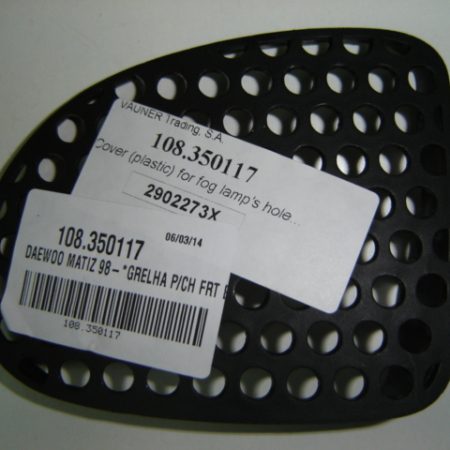 VAUNER Trading, S.A.
108.350117
Cover (plastic) for fog lamp's hole...
2902273X
06/03/14
108.350117
DAEWOO MATIZ 98-*GRELHA P/CH FRT
108.350117